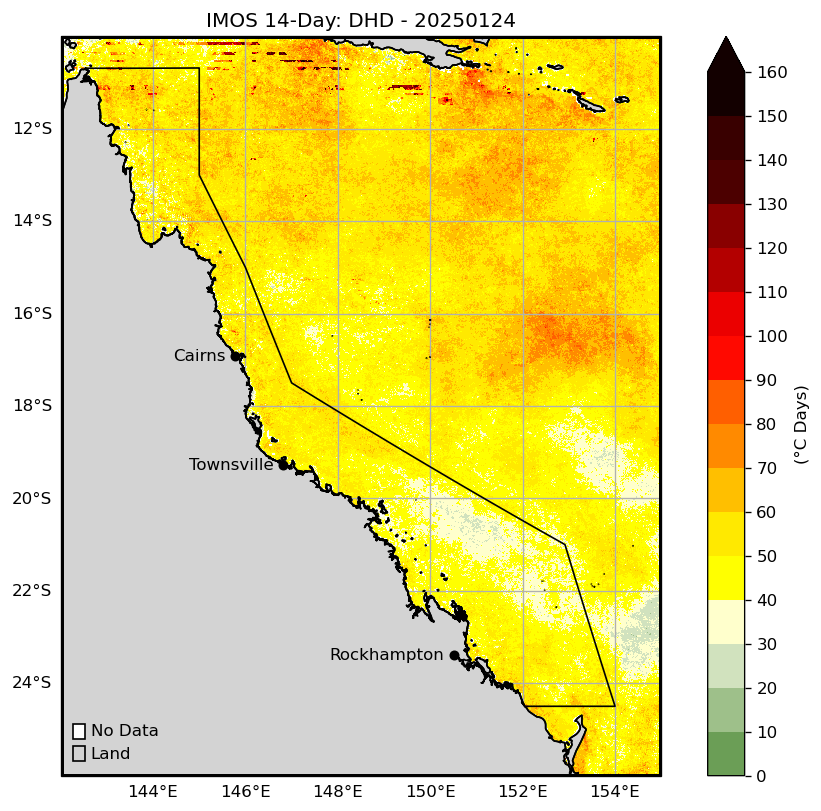 IMOS 14-Day: DHD - 20250124
12°S
14°S
16°S
18°S
20°S
22°S
24°S
Cairns
Townsville
Rockhampton
No Data
Land
144°E 146°E 148°E 150°E 152°E 154°E
160
150
140
130
120
110
100
90
80
70
60
50
40
30
20
10
0
(°C Days)